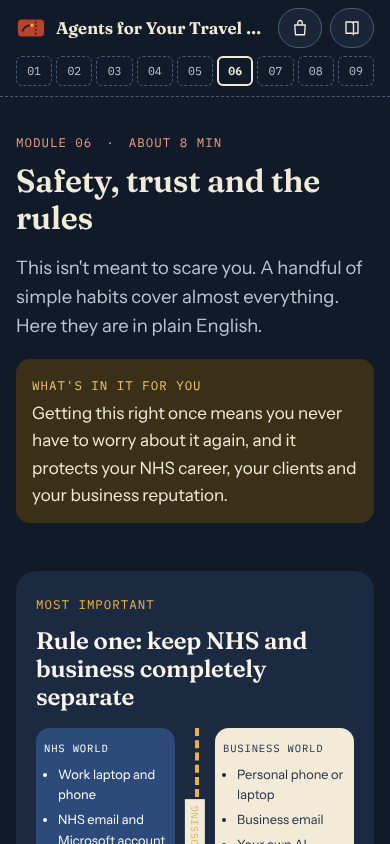 Agents for Your Travel ...
01 02 03 04 05 06 07 08 09
MODULE 06 · ABOUT 8 MIN
Safety, trust and the
rules
This isn't meant to scare you. A handful of
simple habits cover almost everything.
Here they are in plain English.
WHAT'S IN IT FOR YOU
Getting this right once means you never
have to worry about it again, and it
protects your NHS career, your clients and
your business reputation.
MOST IMPORTANT
Rule one: keep NHS and
business completely
separate
NHS WORLD
• Work laptop and
phone
• NHS email and
Microsoft account
BUSINESS WORLD
• Personal phone or
laptop
• Business email
• Your own AI